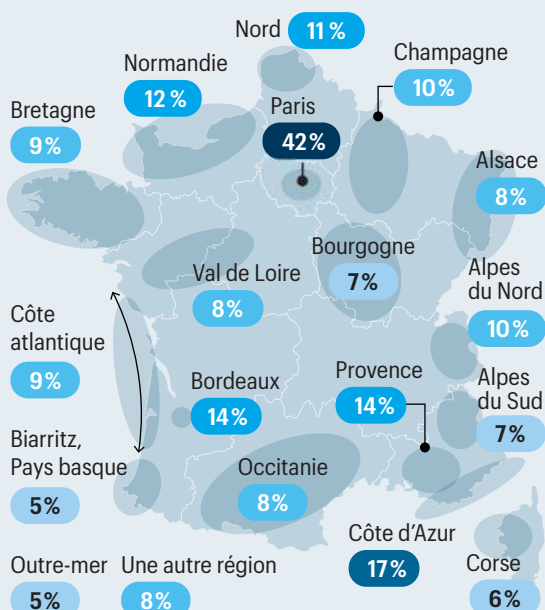 Nord 11 %
Normandie
12 %
Champagne
10 %
Paris
42 %
Bretagne
9 %
Alsace
8 %
Bourgogne
7 %
Val de Loire
8 %
Alpes
du Nord
10 %
Côte
atlantique
9 %
Bordeaux
14 %
Provence
14 %
Alpes
du Sud
7 %
Biarritz,
Pays basque
5 %
Occitanie
8 %
Côte d’Azur
17 %
Corse
6 %
Outre-mer
5 %
Une autre région
8 %